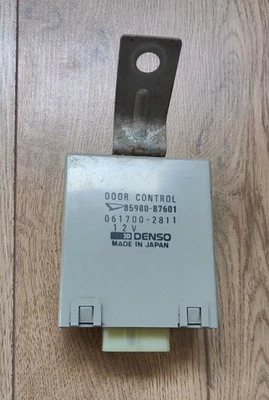 DOOR CONTROL
85980-87601
061700-2811
12V
DENSO
MADE IN JAPAN